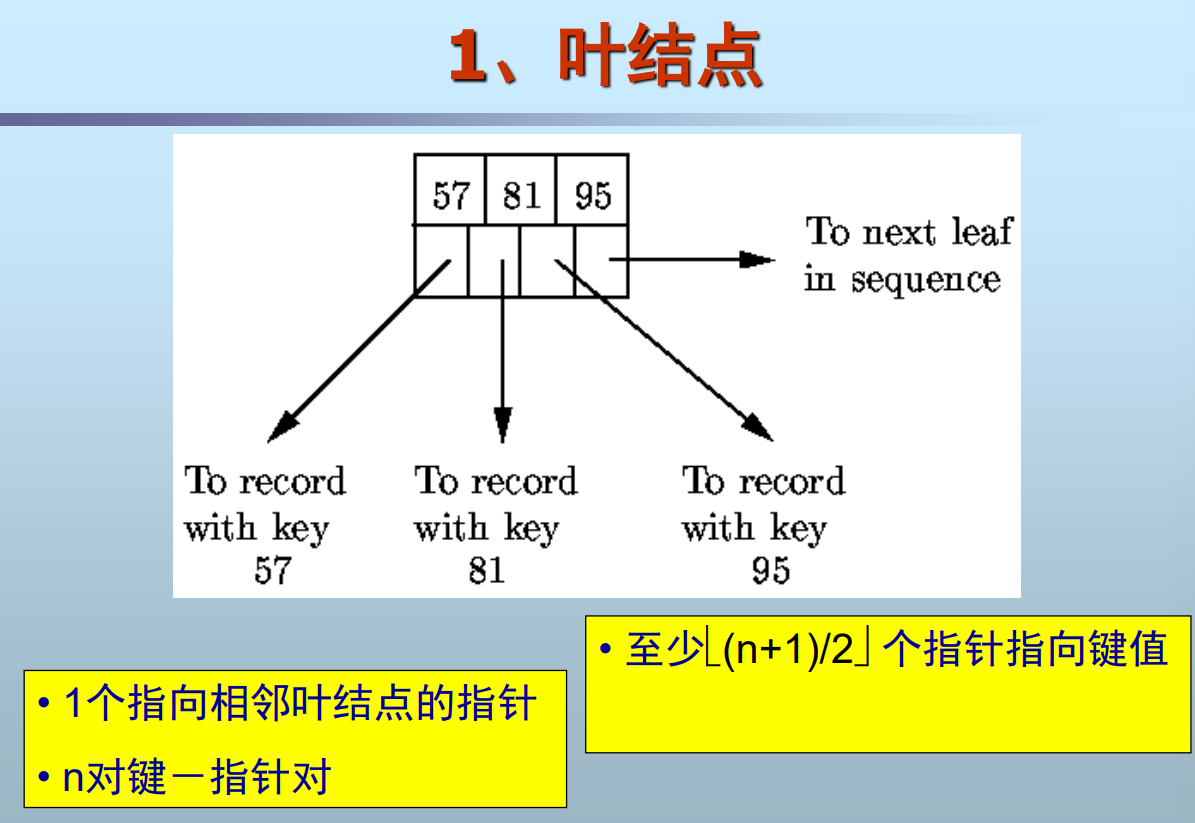 1、叶结点
57 81 95
To next leaf
in sequence
To record
with key
57
To record
with key
81
To record
with key
95
• 至少⌊(n+1)/2⌋ 个指针指向键值
• 1个指向相邻叶结点的指针
• n对键－指针对